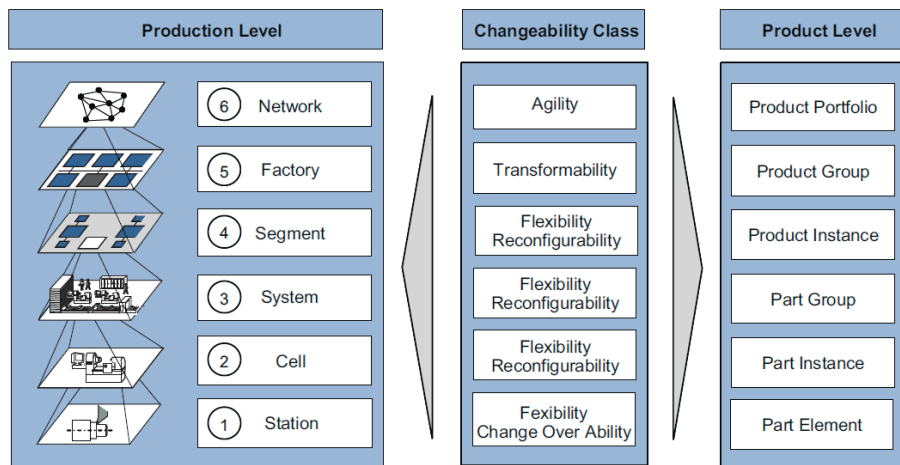 Production Level
Changeability Class
Product Level
6 Network
Agility
Product Portfolio
5 Factory
Transformability
Product Group
4 Segment
Flexibility
Reconfigurability
Product Instance
3 System
Flexibility
Reconfigurability
Part Group
2 Cell
Flexibility
Reconfigurability
Part Instance
1 Station
Fexibility
Change Over Ability
Part Element